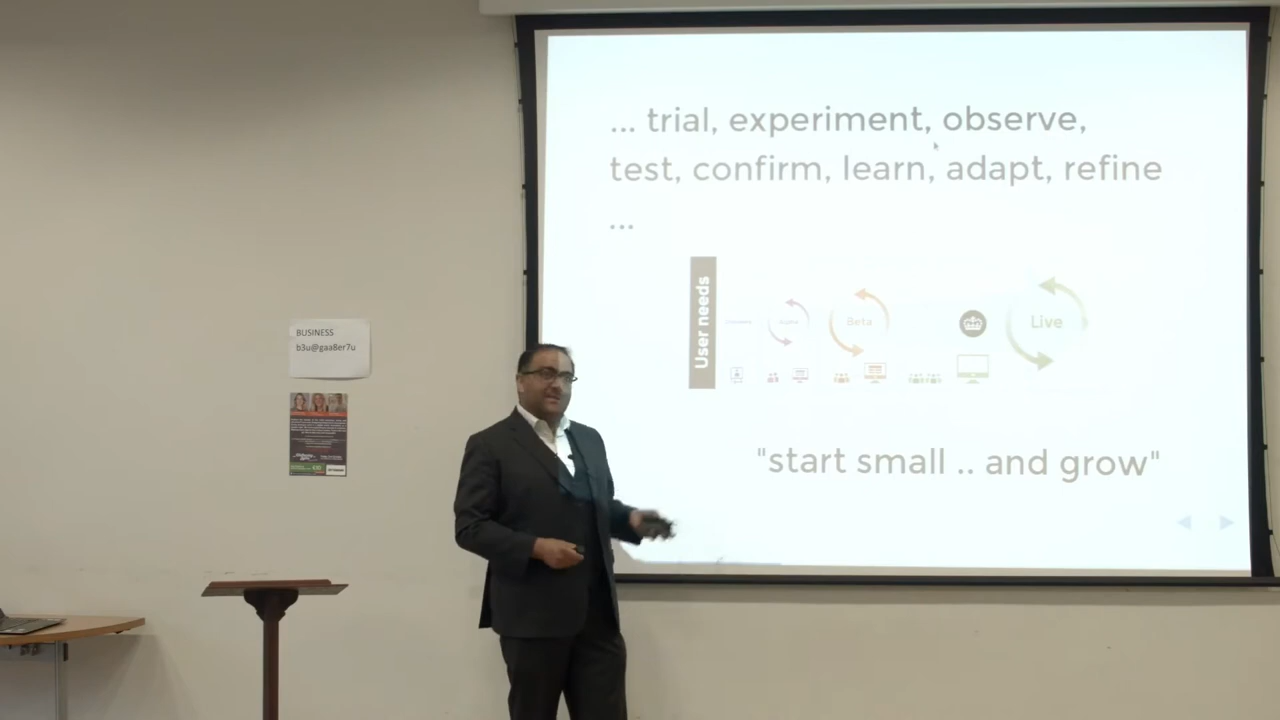 ... trial, experiment, observe,
test, confirm, learn, adapt, refine
...
User needs
Beta
Live
"start small .. and grow"
BUSINESS
b3u@gaa8er7u